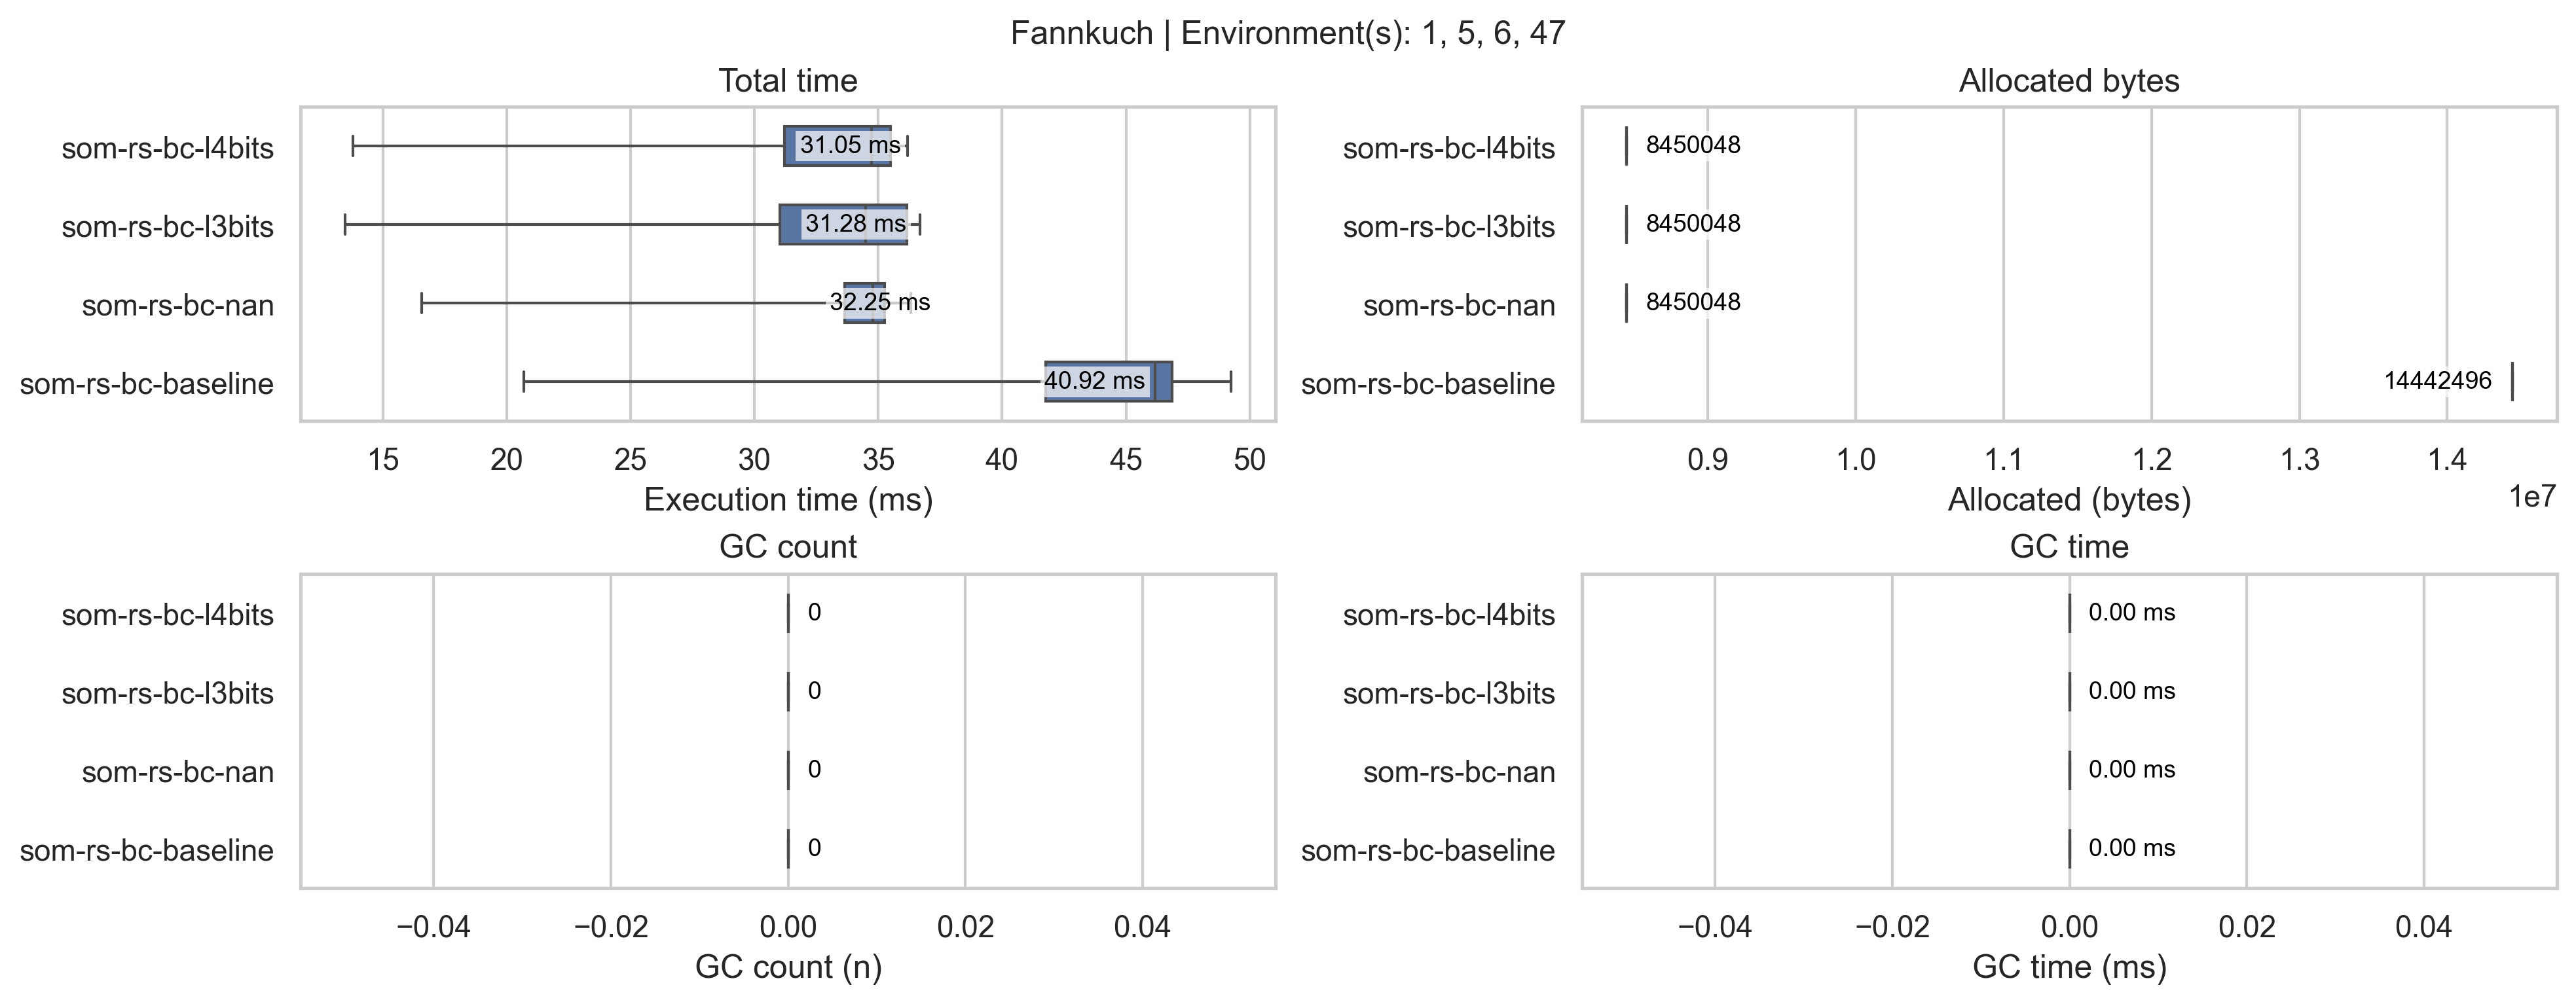 Fannkuch | Environment(s): 1, 5, 6, 47
Total time
som-rs-bc-l4bits
31.05 ms
som-rs-bc-l3bits
31.28 ms
som-rs-bc-nan
32.25 ms
som-rs-bc-baseline
40.92 ms
15 20 25 30 35 40 45 50
Execution time (ms)
Allocated bytes
som-rs-bc-l4bits
8450048
som-rs-bc-l3bits
8450048
som-rs-bc-nan
8450048
som-rs-bc-baseline
14442496
0.9 1.0 1.1 1.2 1.3 1.4
1e7
Allocated (bytes)
GC count
som-rs-bc-l4bits
0
som-rs-bc-l3bits
0
som-rs-bc-nan
0
som-rs-bc-baseline
0
−0.04 −0.02 0.00 0.02 0.04
GC count (n)
GC time
som-rs-bc-l4bits
0.00 ms
som-rs-bc-l3bits
0.00 ms
som-rs-bc-nan
0.00 ms
som-rs-bc-baseline
0.00 ms
−0.04 −0.02 0.00 0.02 0.04
GC time (ms)